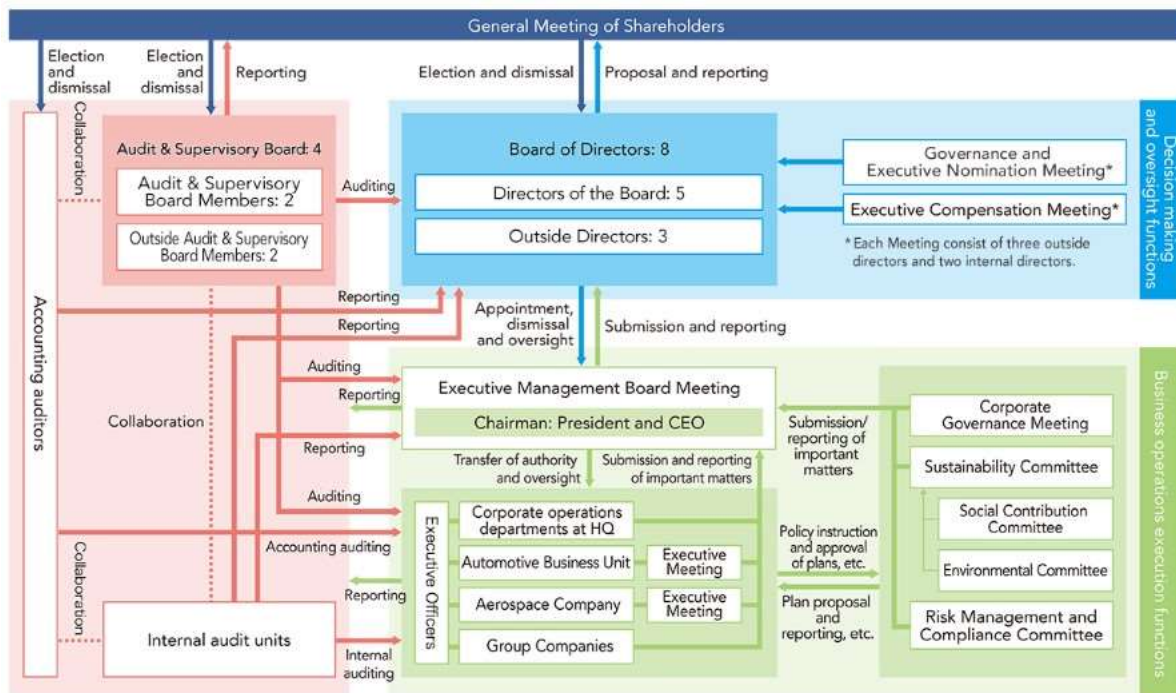 General Meeting of Shareholders
Election
and
dismissal
Election
and
dismissal
Reporting
Election and dismissal
Proposal and reporting
Collaboration
Audit & Supervisory Board: 4
Audit & Supervisory
Board Members: 2
Outside Audit & Supervisory
Board Members: 2
Auditing
Board of Directors: 8
Directors of the Board: 5
Outside Directors: 3
Governance and
Executive Nomination Meeting*
Executive Compensation Meeting*
* Each Meeting consist of three outside
directors and two internal directors.
Decision making
and oversight functions
Accounting auditors
Reporting
Reporting
Appointment,
dismissal
and oversight
Submission and reporting
Auditing
Reporting
Collaboration
Reporting
Executive Management Board Meeting
Chairman: President and CEO
Submission/
reporting of
important
matters
Corporate
Governance Meeting
Sustainability Committee
Social Contribution
Committee
Environmental Committee
Risk Management and
Compliance Committee
Business operations execution functions
Transfer of authority
and oversight
Submission and reporting
of important matters
Auditing
Accounting auditing
Reporting
Collaboration
Internal audit units
Internal
auditing
Executive Officers
Corporate operations
departments at HQ
Automotive Business Unit
Executive
Meeting
Aerospace Company
Executive
Meeting
Group Companies
Policy instruction
and approval
of plans, etc.
Plan proposal
and
reporting, etc.